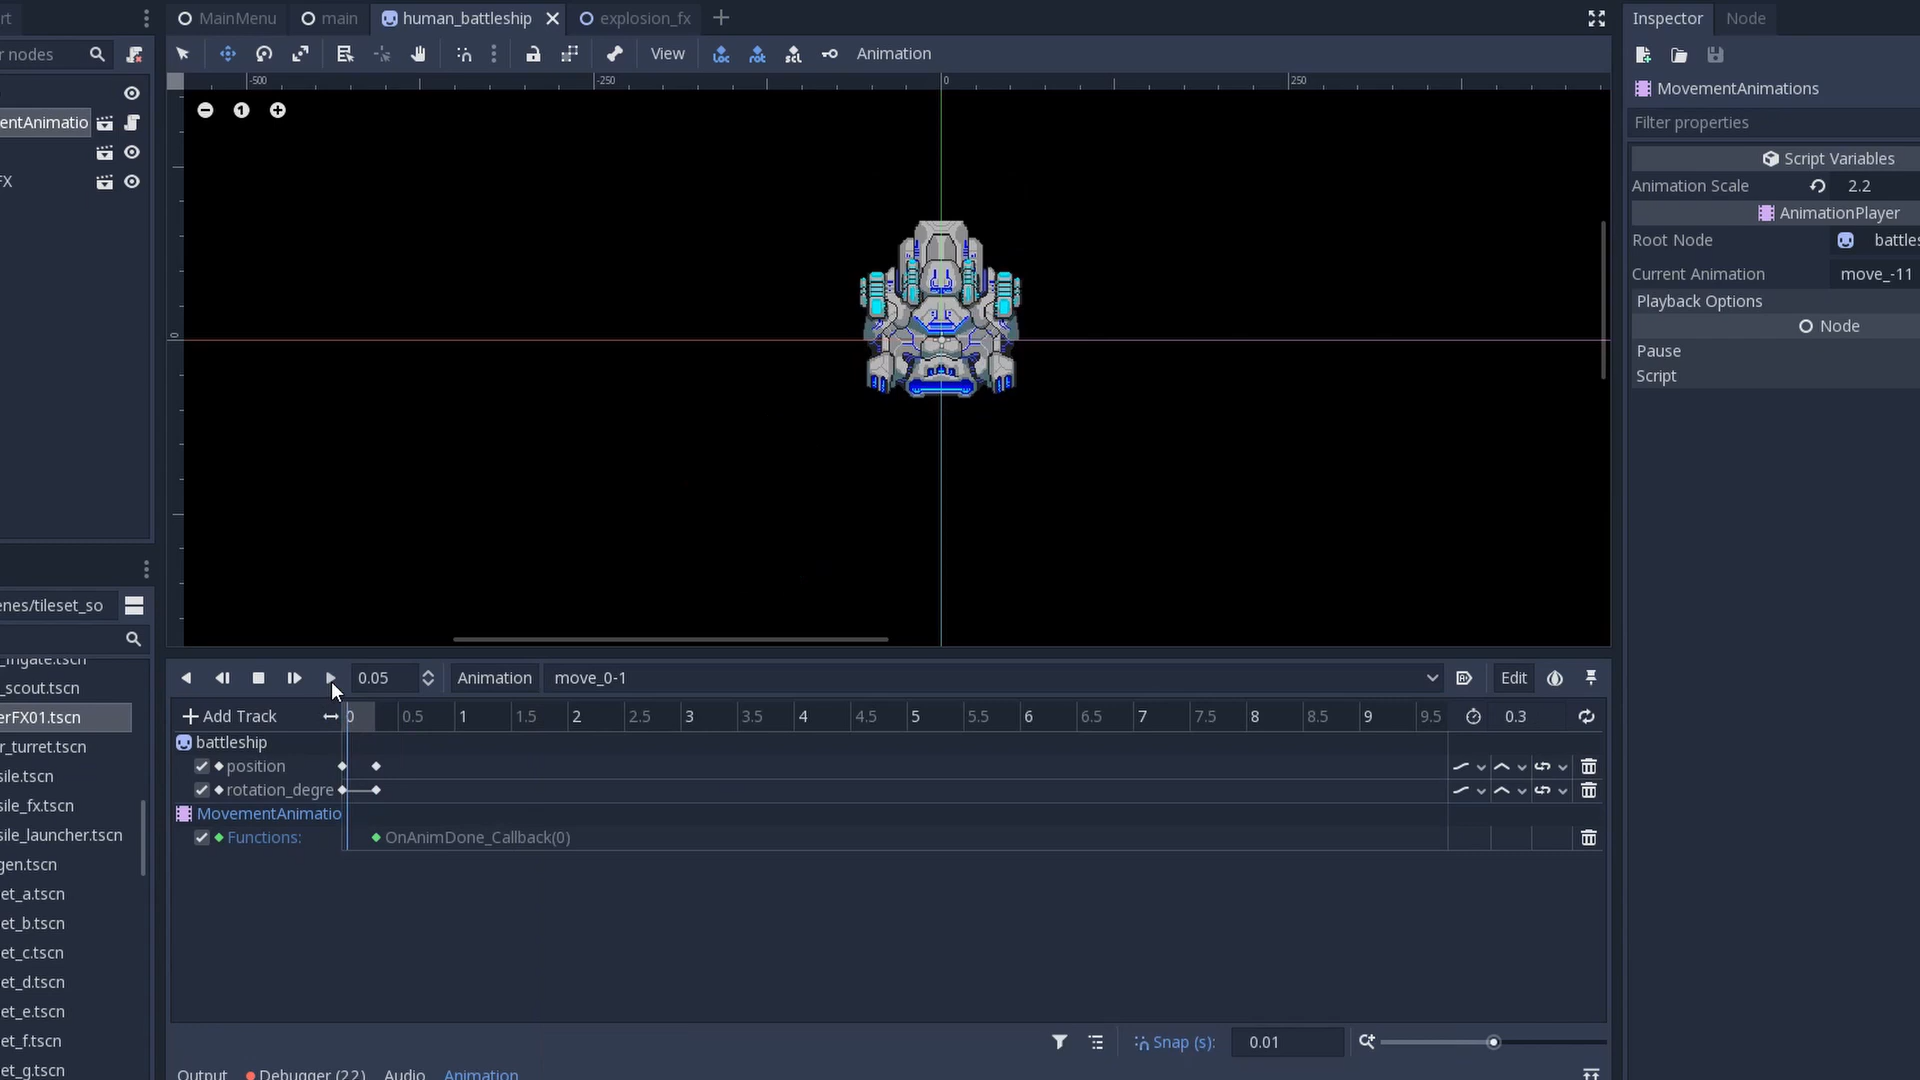 rt
MainMenu
main
human_battleship
explosion_fx
Inspector
Node
r nodes
View
Animation
-500
-250
0
250
0
MovementAnimations
Filter properties
entAnimatio
FX
Script Variables
Animation Scale
2.2
AnimationPlayer
Root Node
battles
Current Animation
move_-11
Playback Options
Node
Pause
Script
enes/tileset_so
_scout.tscn
erFX01.tscn
r_turret.tscn
sile.tscn
sile_fx.tscn
sile_launcher.tscn
gen.tscn
et_a.tscn
et_b.tscn
et_c.tscn
et_d.tscn
et_e.tscn
et_f.tscn
et_g.tscn
0.05
Animation
move_0-1
Edit
Add Track
0 0.5 1 1.5 2 2.5 3 3.5 4 4.5 5 5.5 6 6.5 7 7.5 8 8.5 9 9.5
0.3
battleship
position
rotation_degre
MovementAnimatio
Functions:
OnAnimDone_Callback(0)
Snap (s):
0.01
Output
Debugger (22)
Audio
Animation